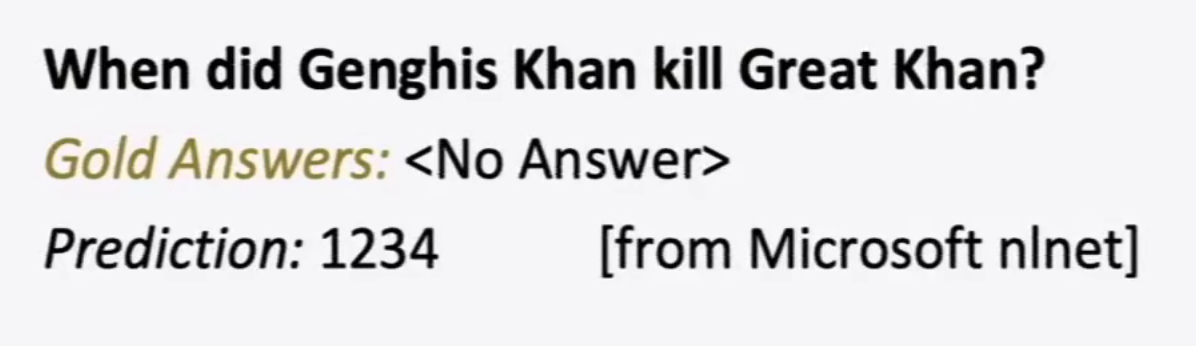 When did Genghis Khan kill Great Khan?
Gold Answers: <No Answer>
Prediction: 1234 [from Microsoft nlnet]